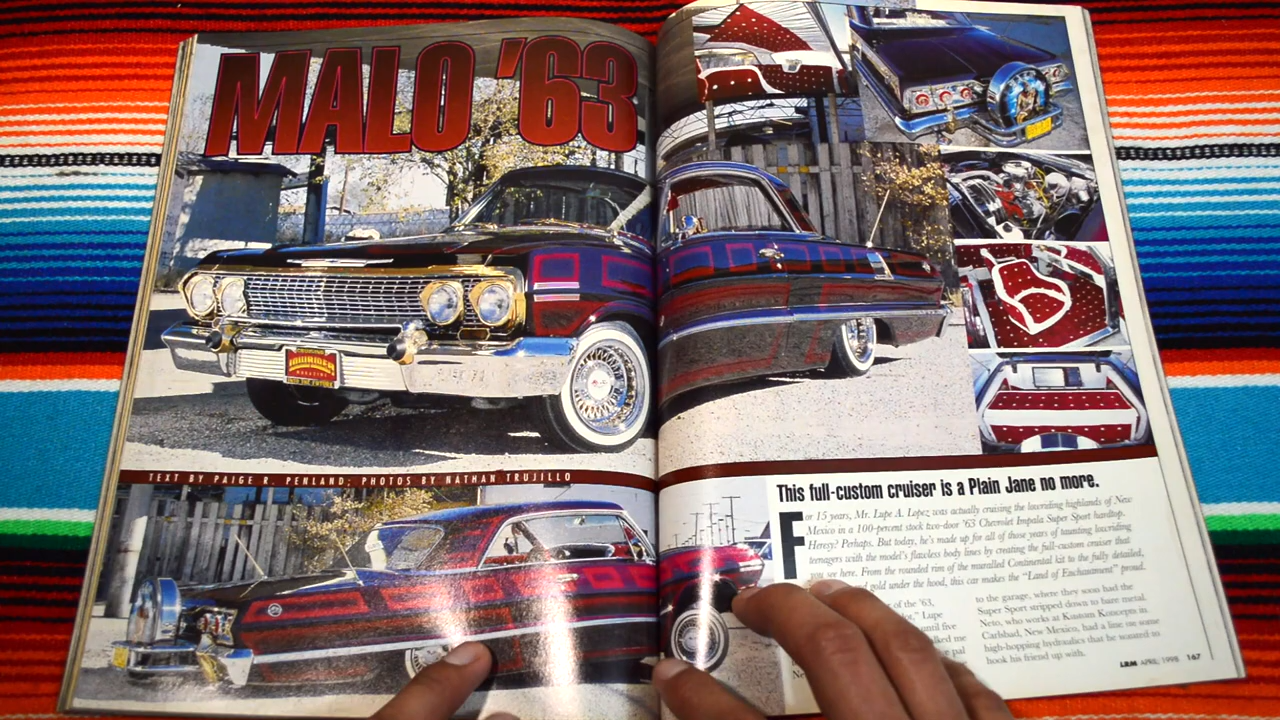 MALO '63
LOWRIDER
MAGAZINE
TEXT BY PAIGE R. PENLAND; PHOTOS BY NATHAN TRUJILLO
This full-custom cruiser is a Plain Jane no more.
For 15 years, Mr. Lupe A. Lopez was actually cruising the lowriding highlands of New
Mexico in a 100-percent stock two-door '63 Chevrolet Impala Super Sport hardtop.
Heresy? Perhaps. But today, he's made up for all of those years of taunting lowriding
teenagers with the model's flawless body lines by creating the full-custom cruiser that
you see here. From the rounded rim of the muralled Continental kit to the fully detailed,
gold under the hood, this car makes the "Land of Enchantment" proud.
of the '63,
Lupe
until five
me
pal
to the garage, where they soon had the
Super Sport stripped down to bare metal.
Neto, who works at Kustom Koncepts in
Carlsbad, New Mexico, had a line on some
high-hopping hydraulics that he wanted to
hook his friend up with.
LRM APRIL, 1998 167